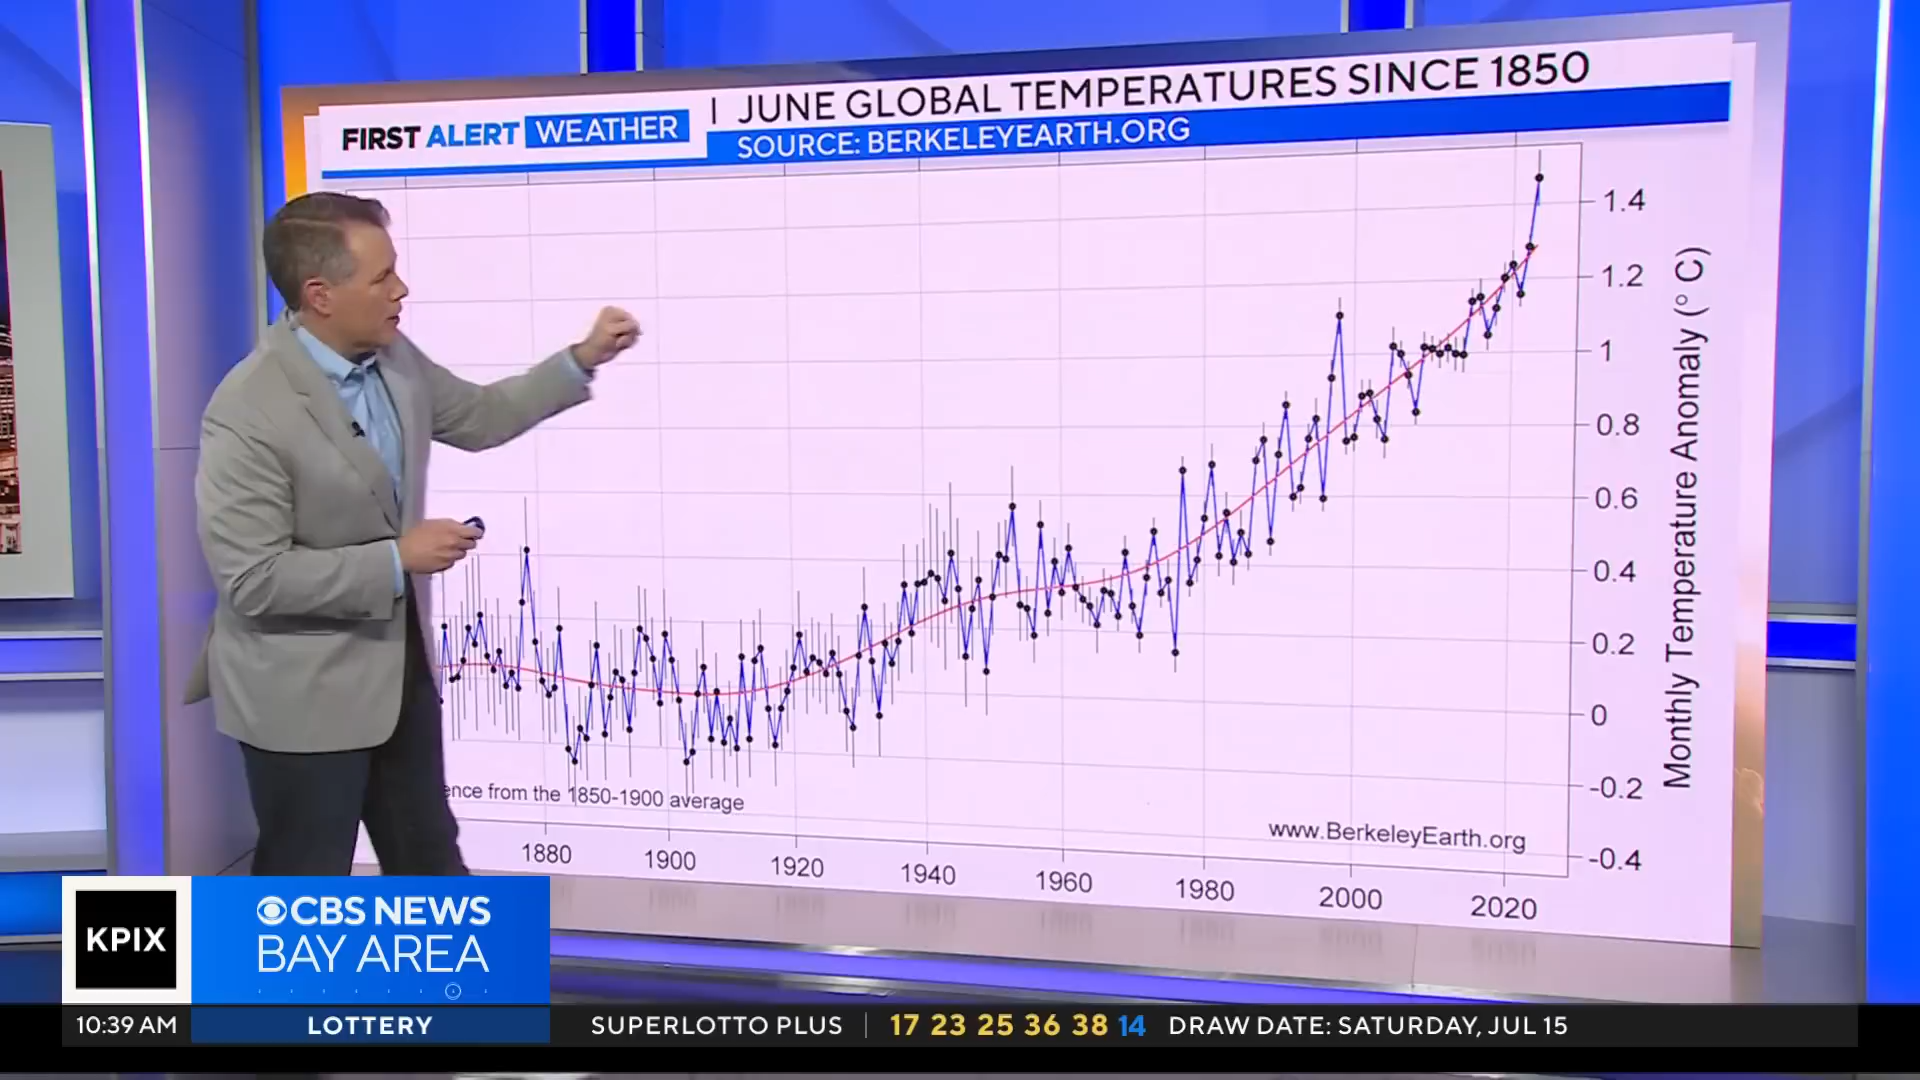 FIRST ALERT WEATHER
| JUNE GLOBAL TEMPERATURES SINCE 1850
SOURCE: BERKELEYEARTH.ORG
1.4
1.2
1
0.8
0.6
0.4
0.2
0
-0.2
-0.4
Monthly Temperature Anomaly (° C)
ence from the 1850-1900 average
www.BerkeleyEarth.org
1880
1900
1920
1940
1960
1980
2000
2020
KPIX
CBS NEWS
BAY AREA
10:39 AM
LOTTERY
SUPERLOTTO PLUS | 17 23 25 36 38 14 DRAW DATE: SATURDAY, JUL 15